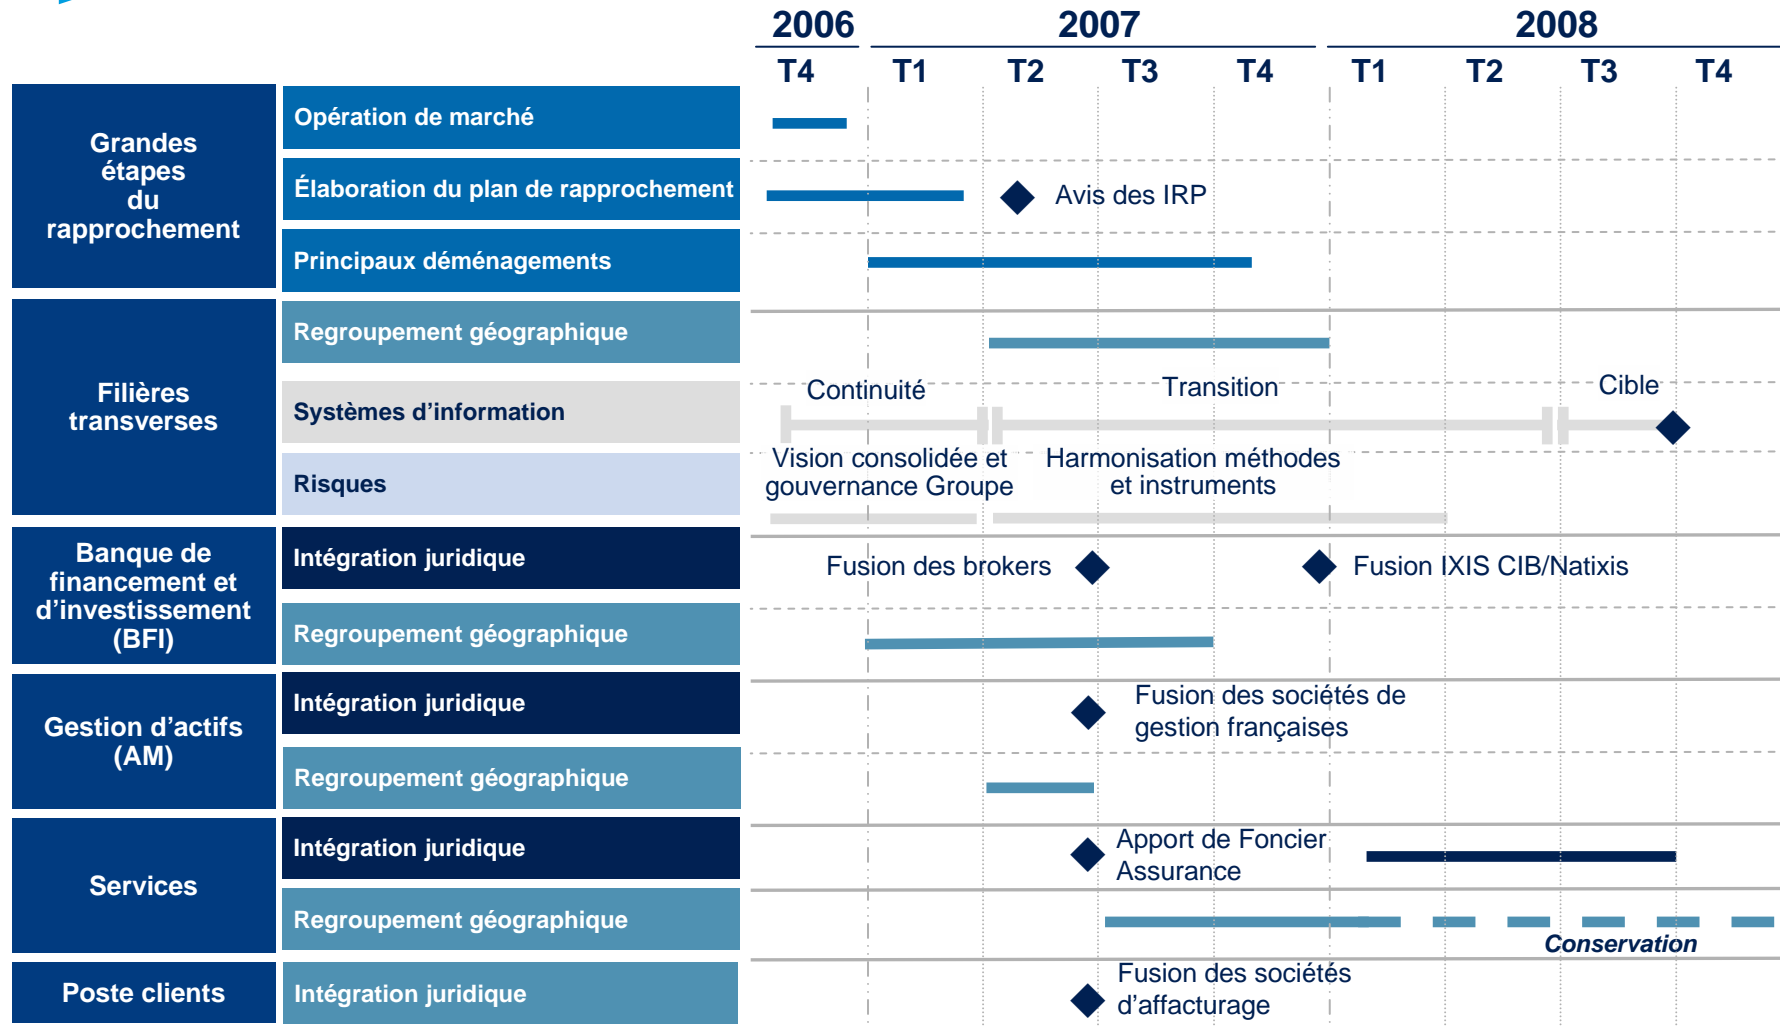 2006 2007 2008
T4 T1 T2 T3 T4 T1 T2 T3 T4
Grandes
étapes
du
rapprochement
Opération de marché
Élaboration du plan de rapprochement
Avis des IRP
Principaux déménagements
Filières
transverses
Regroupement géographique
Systèmes d’information
Continuité
Transition
Cible
Risques
Vision consolidée et
gouvernance Groupe
Harmonisation méthodes
et instruments
Banque de
financement et
d’investissement
(BFI)
Intégration juridique
Fusion des brokers
Fusion IXIS CIB/Natixis
Regroupement géographique
Gestion d’actifs
(AM)
Intégration juridique
Fusion des sociétés de
gestion françaises
Regroupement géographique
Services
Intégration juridique
Apport de Foncier
Assurance
Regroupement géographique
Conservation
Poste clients
Intégration juridique
Fusion des sociétés
d’affacturage